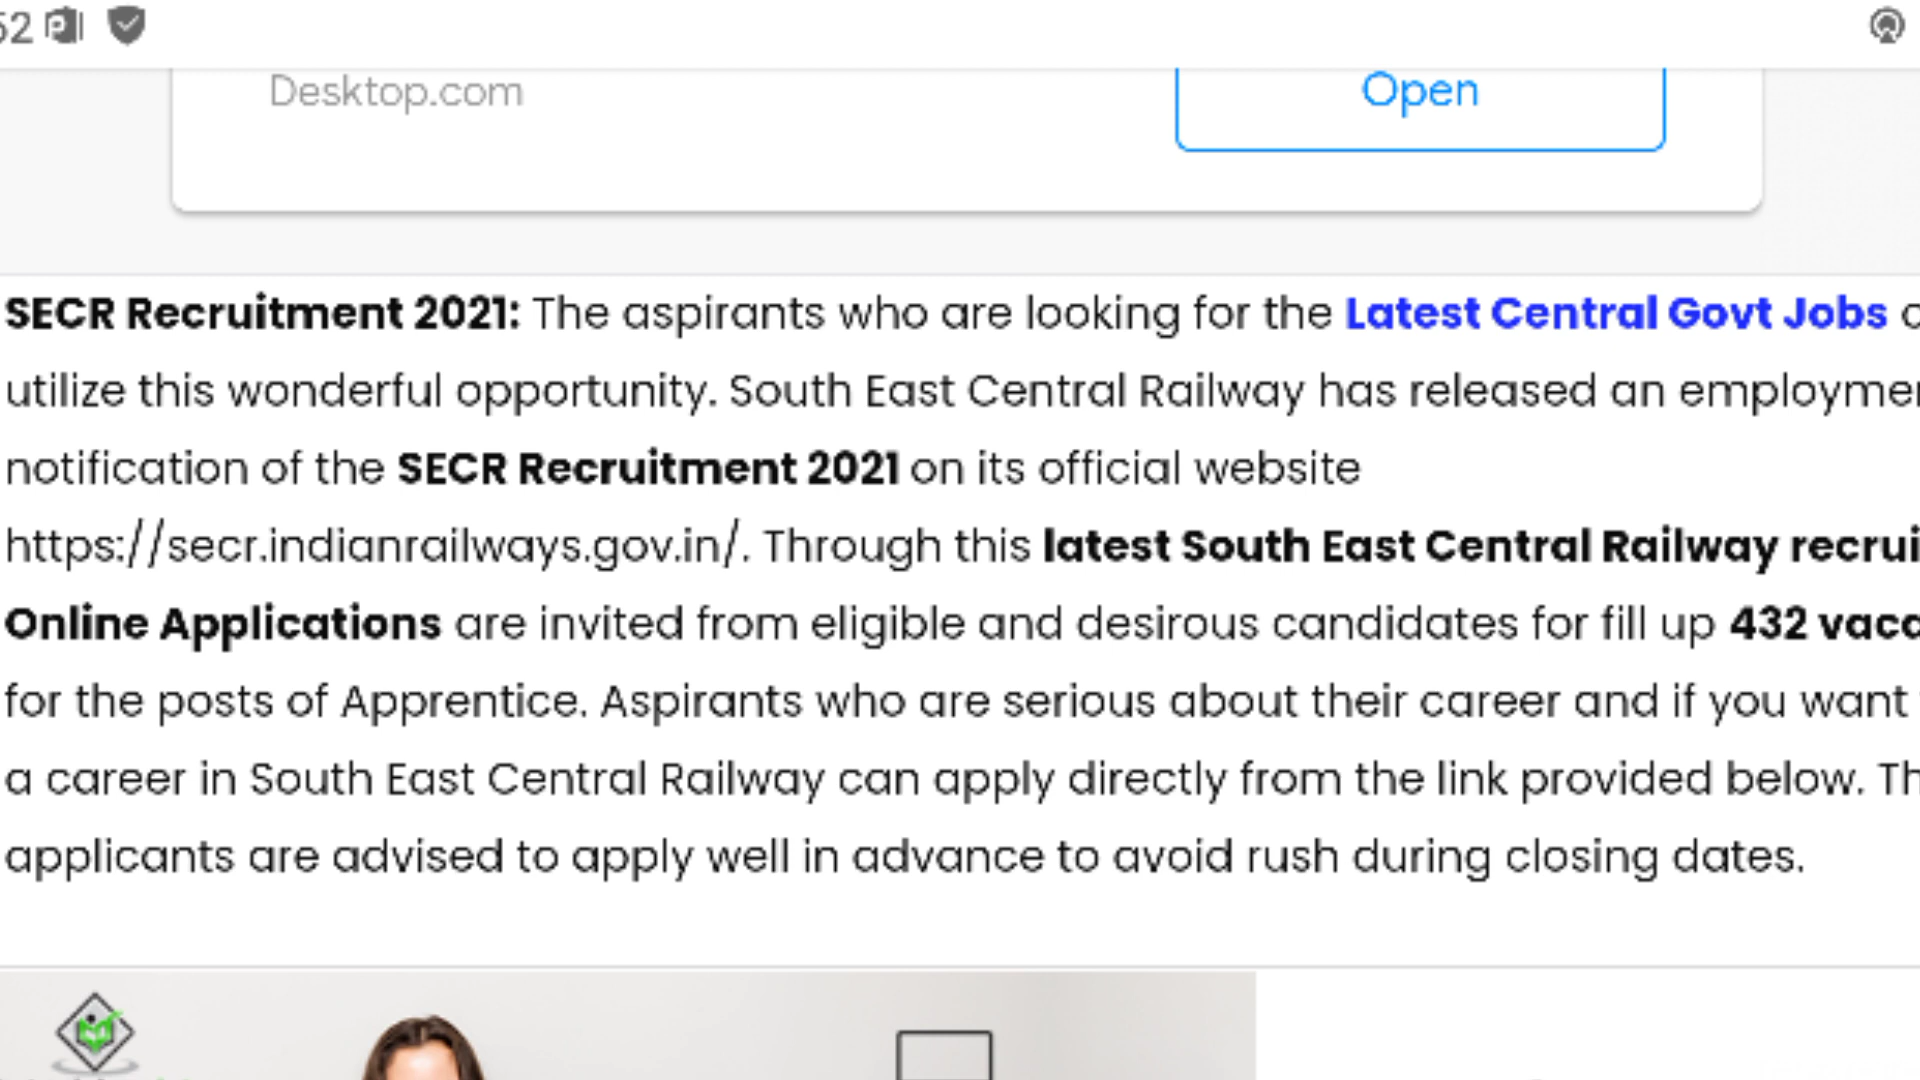 52
Desktop.com
Open
SECR Recruitment 2021: The aspirants who are looking for the Latest Central Govt Jobs
utilize this wonderful opportunity. South East Central Railway has released an
notification of the SECR Recruitment 2021 on its official website
https://secr.indianrailways.gov.in/. Through this latest South East Central Railway
Online Applications are invited from eligible and desirous candidates for fill up 432
for the posts of Apprentice. Aspirants who are serious about their career and if you want
a career in South East Central Railway can apply directly from the link provided below.
applicants are advised to apply well in advance to avoid rush during closing dates.